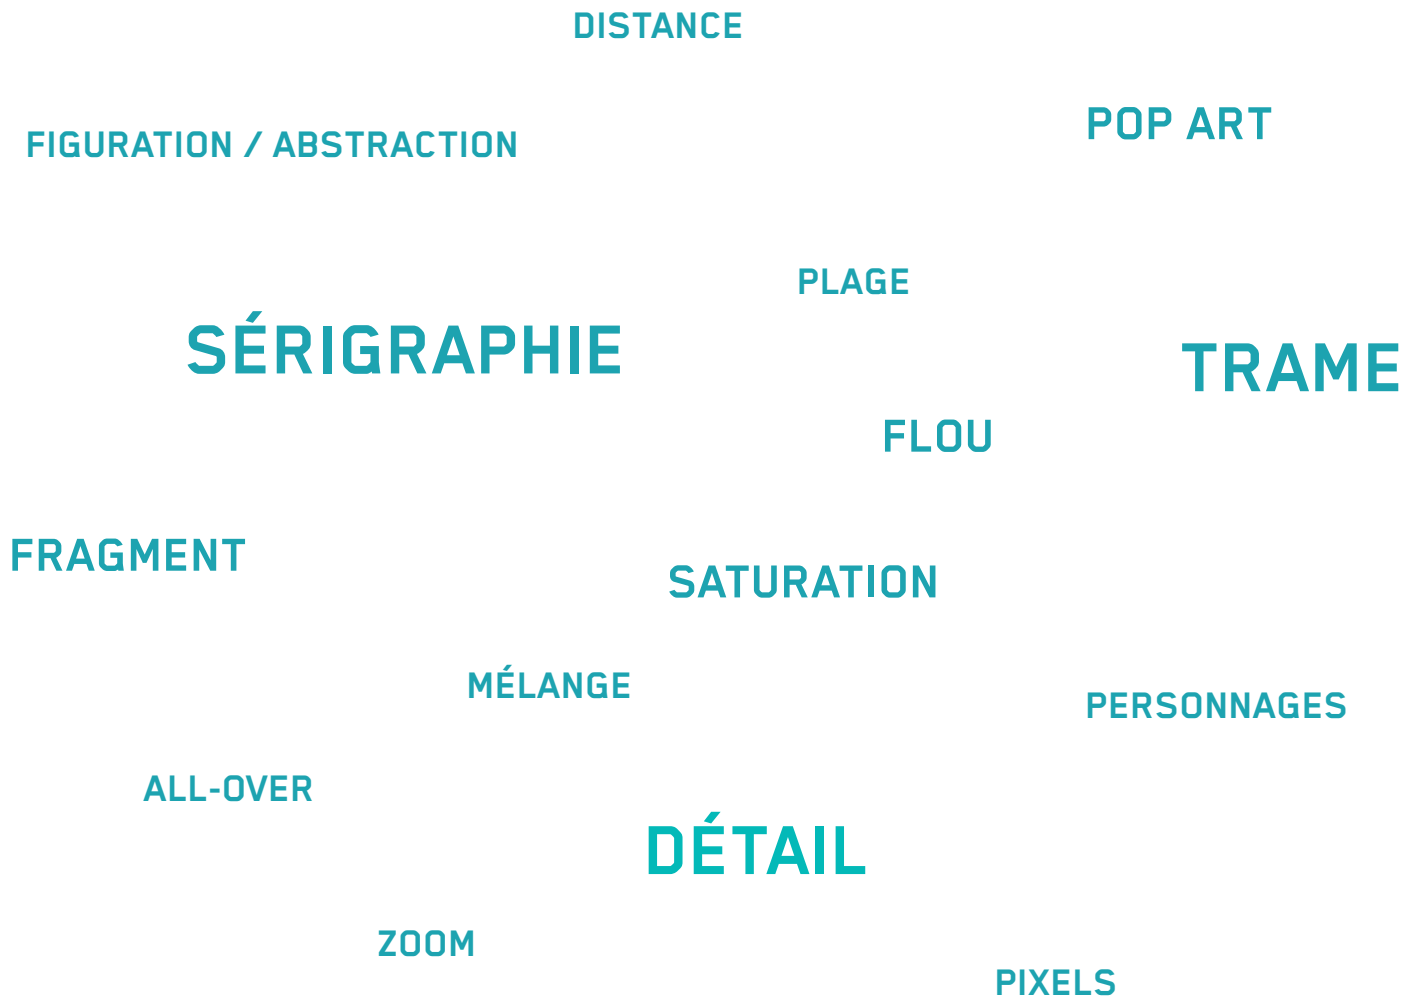 DISTANCE
POP ART
FIGURATION / ABSTRACTION
PLAGE
SÉRIGRAPHIE
TRAME
FLOU
FRAGMENT
SATURATION
MÉLANGE
PERSONNAGES
ALL-OVER
DÉTAIL
ZOOM
PIXELS